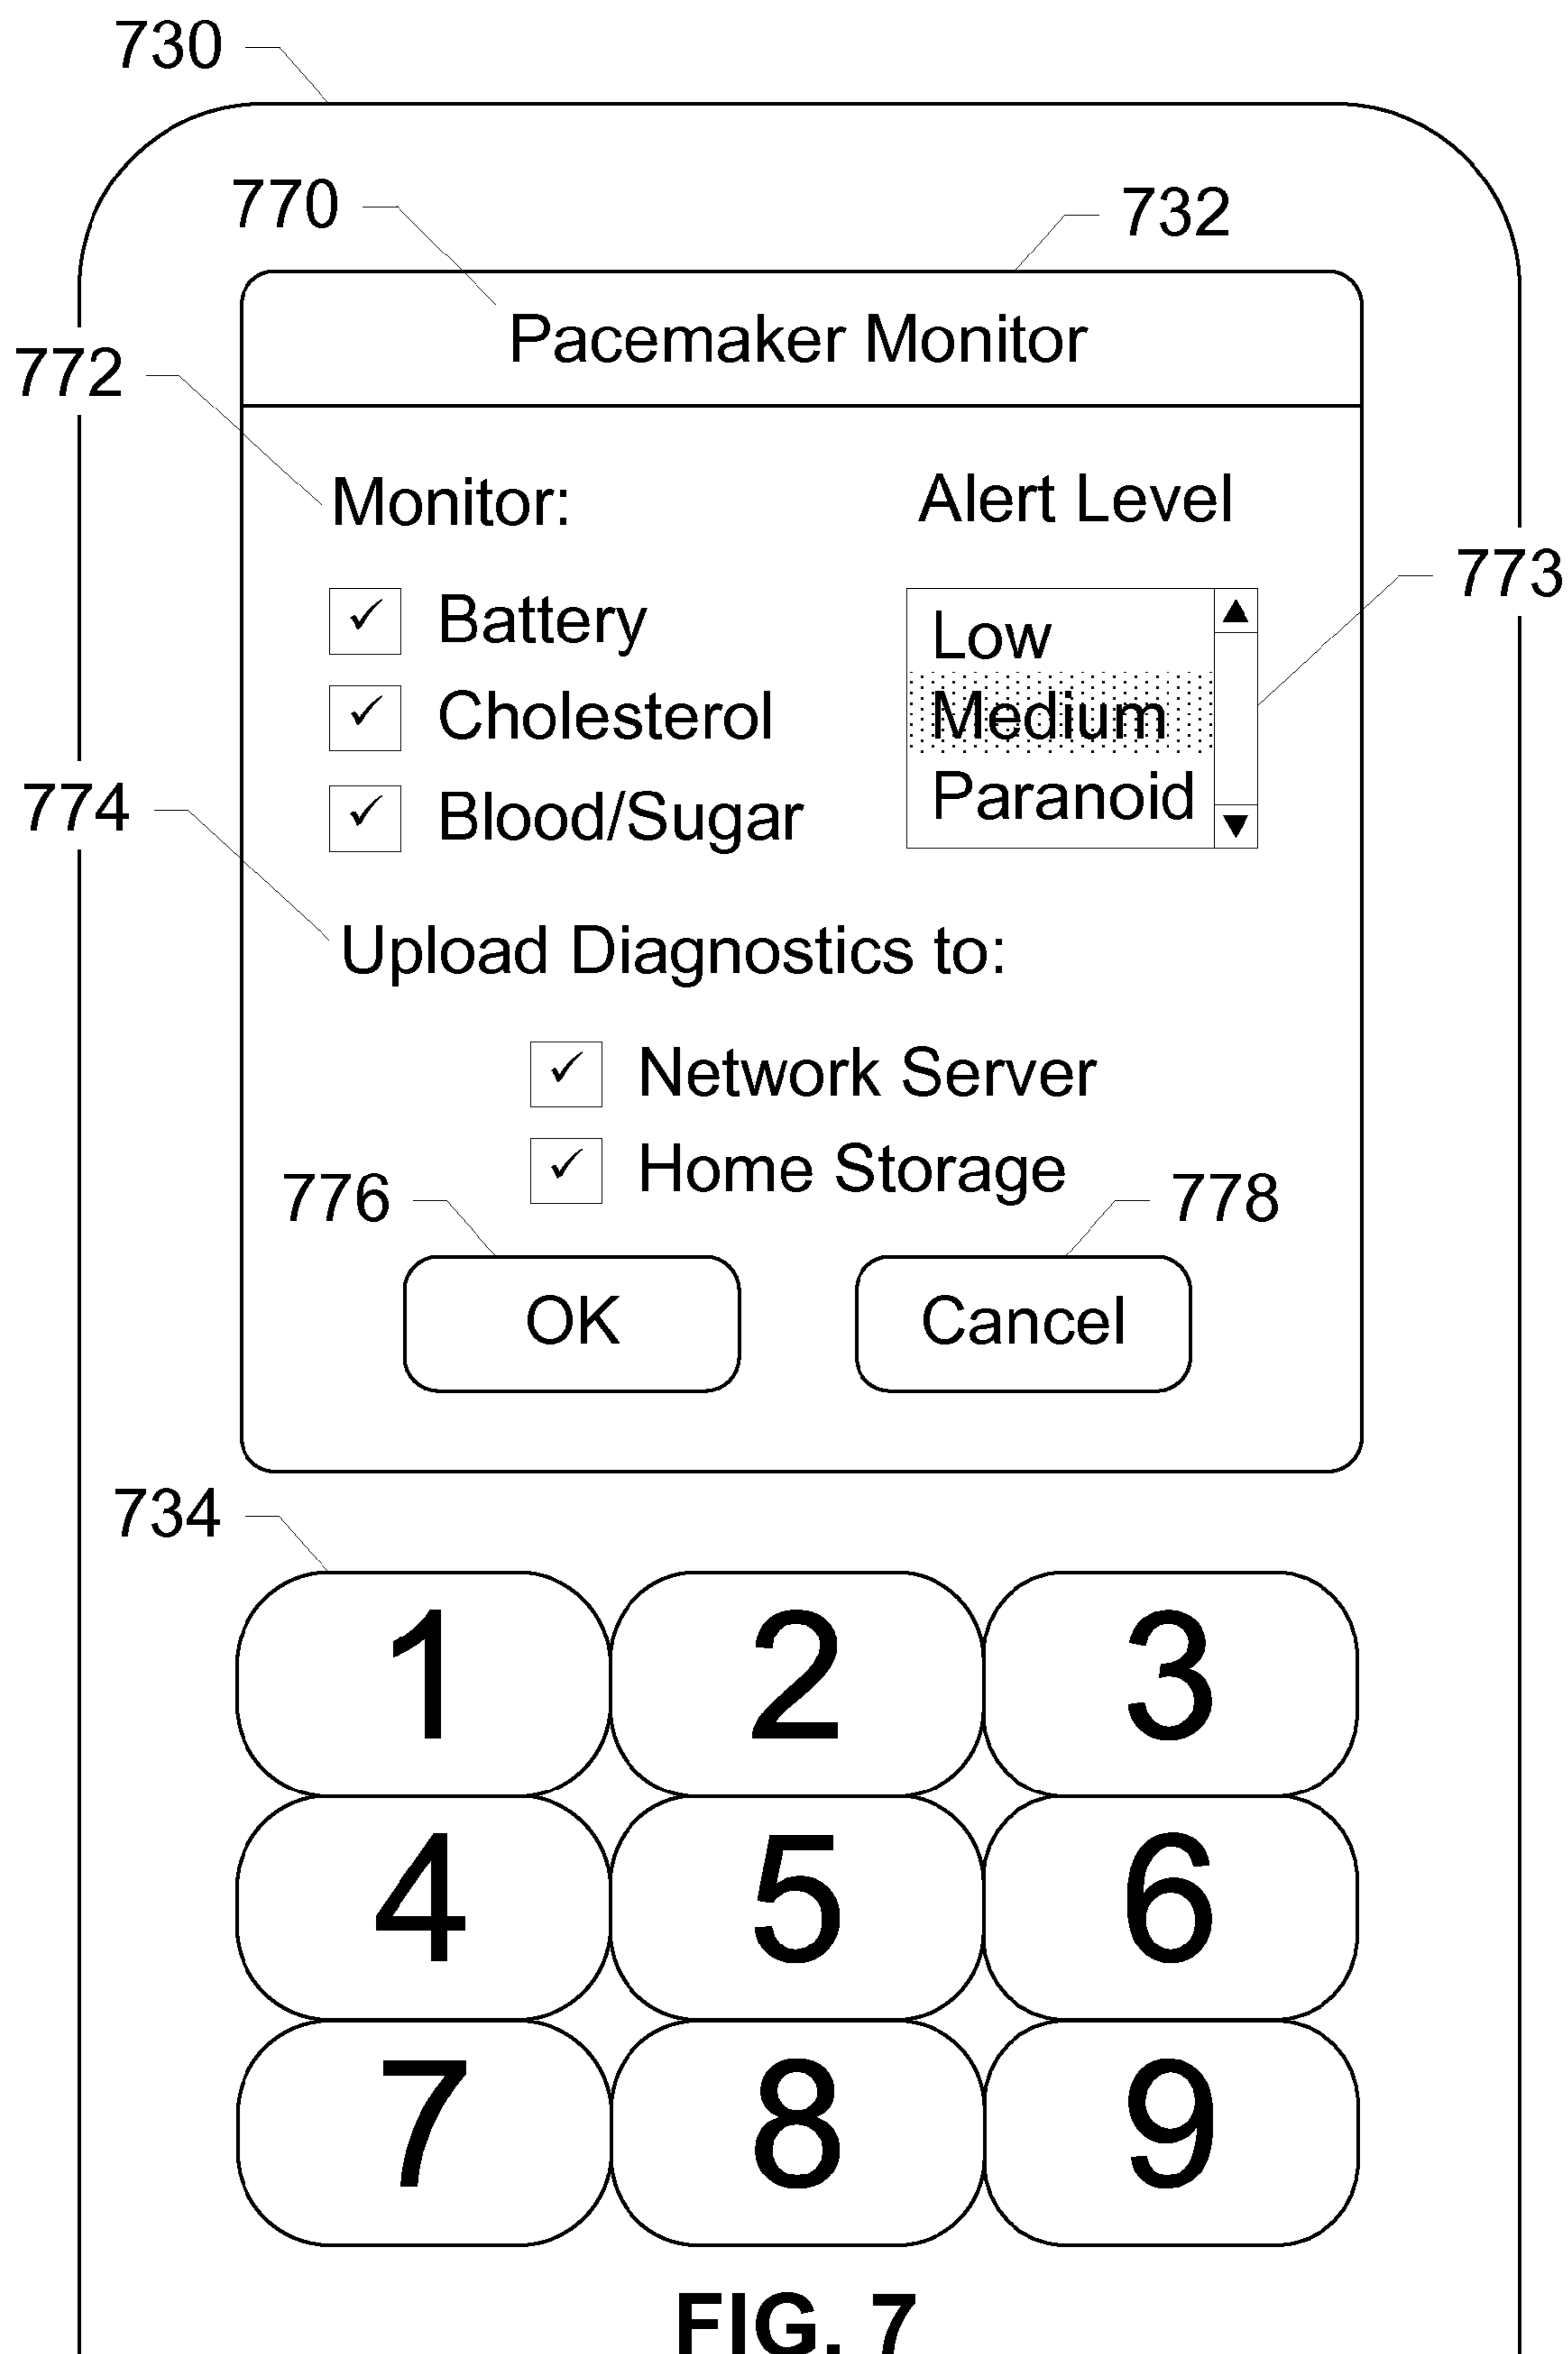 730
770
732
Pacemaker Monitor
772
Monitor:
Alert Level
773
Battery
Low
Cholesterol
Medium
Blood/Sugar
Paranoid
774
Upload Diagnostics to:
Network Server
Home Storage
776
778
OK
Cancel
734
1 2 3
4 5 6
7 8 9
FIG. 7